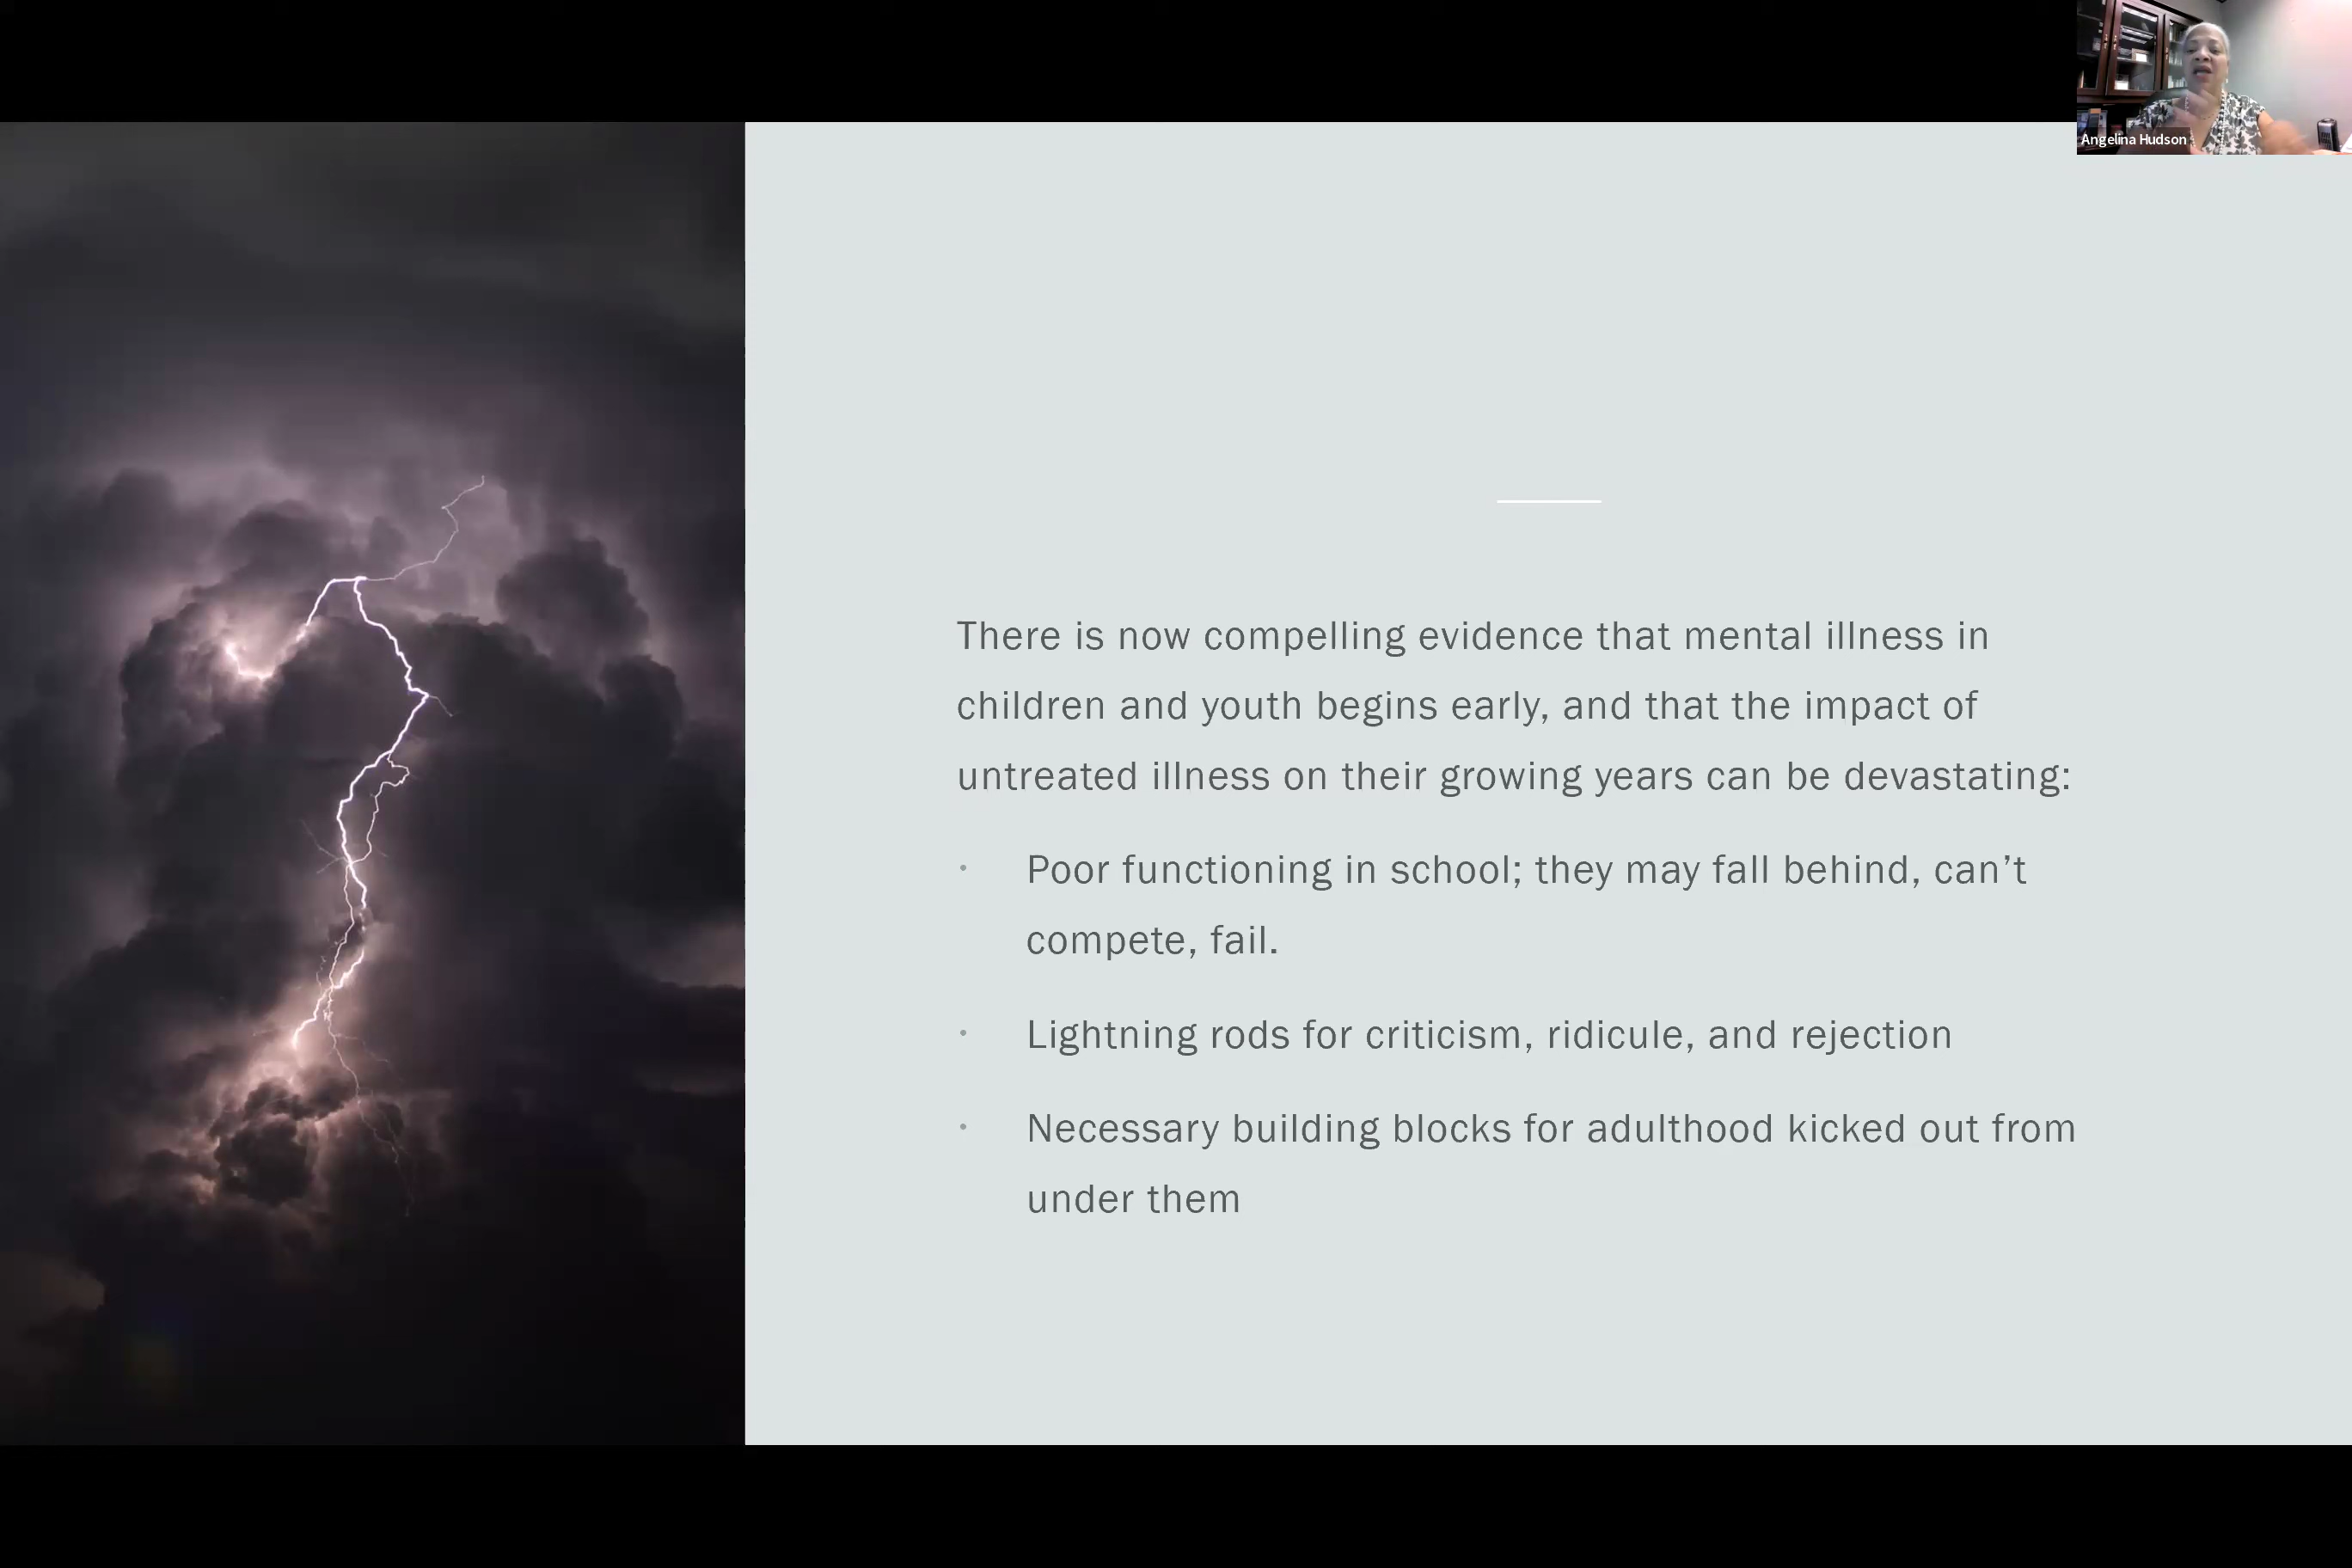 Angelina Hudson
There is now compelling evidence that mental illness in
children and youth begins early, and that the impact of
untreated illness on their growing years can be devastating:
· Poor functioning in school; they may fall behind, can’t
compete, fail.
· Lightning rods for criticism, ridicule, and rejection
· Necessary building blocks for adulthood kicked out from
under them